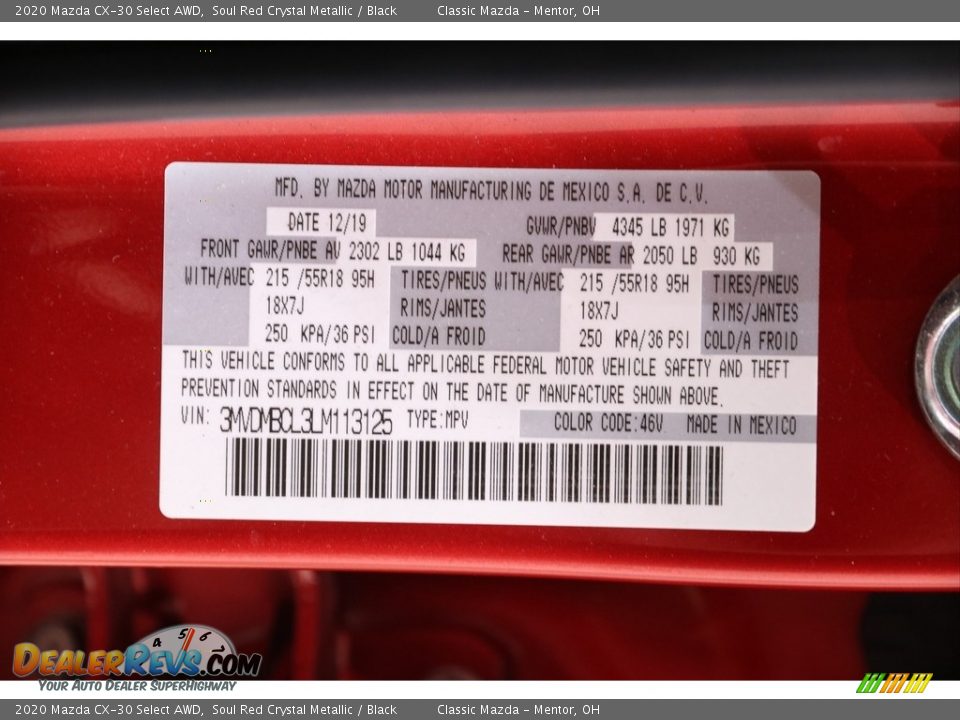 2020 Mazda CX-30 Select AWD, Soul Red Crystal Metallic / Black Classic Mazda - Mentor, OH
MFD. BY MAZDA MOTOR MANUFACTURING DE MEXICO S.A. DE C.V.
DATE 12/19 GVWR/PNBV 4345 LB 1971 KG
FRONT GAWR/PNBE AV 2302 LB 1044 KG REAR GAWR/PNBE AR 2050 LB 930 KG
WITH/AVEC 215 /55R18 95H TIRES/PNEUS WITH/AVEC 215 /55R18 95H TIRES/PNEUS
18X7J RIMS/JANTES 18X7J RIMS/JANTES
250 KPA/36 PSI COLD/A FROID 250 KPA/36 PSI COLD/A FROID
THIS VEHICLE CONFORMS TO ALL APPLICABLE FEDERAL MOTOR VEHICLE SAFETY AND THEFT
PREVENTION STANDARDS IN EFFECT ON THE DATE OF MANUFACTURE SHOWN ABOVE.
VIN: 3MVDMBCL3LM113125 TYPE:MPV COLOR CODE:46V MADE IN MEXICO
4 5 6
DEALERREVS.COM
YOUR AUTO DEALER SUPERHIGHWAY
2020 Mazda CX-30 Select AWD, Soul Red Crystal Metallic / Black Classic Mazda - Mentor, OH